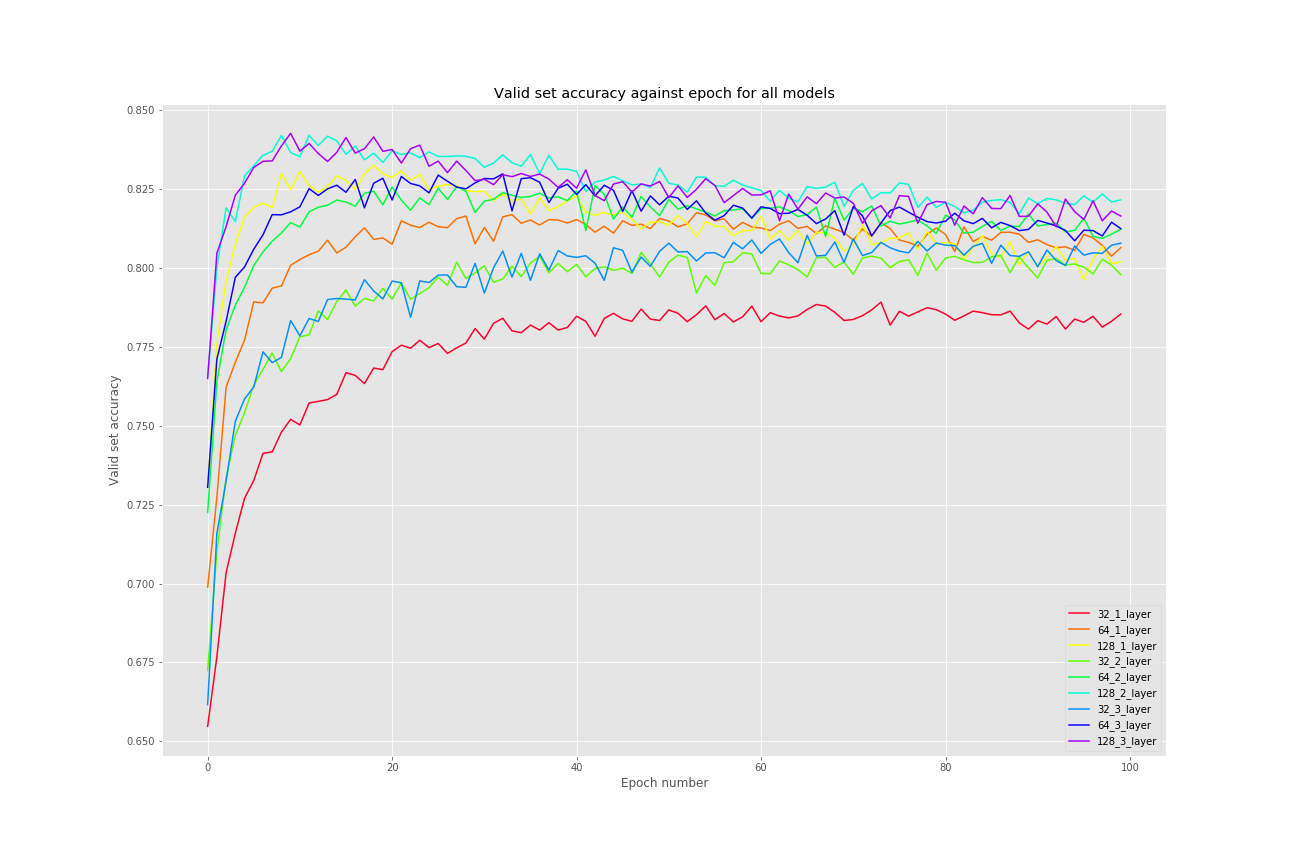 Valid set accuracy against epoch for all models
0.850
0.825
0.800
0.775
0.750
0.725
0.700
0.675
0.650
Valid set accuracy
0 20 40 60 80 100
Epoch number
32_1_layer
64_1_layer
128_1_layer
32_2_layer
64_2_layer
128_2_layer
32_3_layer
64_3_layer
128_3_layer